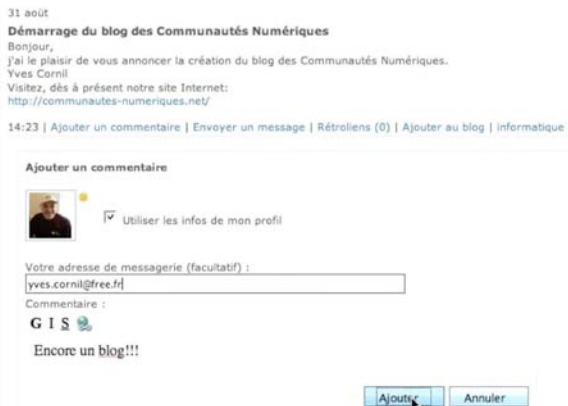 31 août
Démarrage du blog des Communautés Numériques
Bonjour,
j'ai le plaisir de vous annoncer la création du blog des Communautés Numériques.
Yves Cornil
Visitez, dès à présent notre site Internet:
http://communautes-numeriques.net/
14:23 | Ajouter un commentaire | Envoyer un message | Rétroliens (0) | Ajouter au blog | informatique
Ajouter un commentaire
Utiliser les infos de mon profil
Votre adresse de messagerie (facultatif) :
yves.cornil@free.fr
Commentaire :
G I S
Encore un blog!!!
Ajouter Annuler